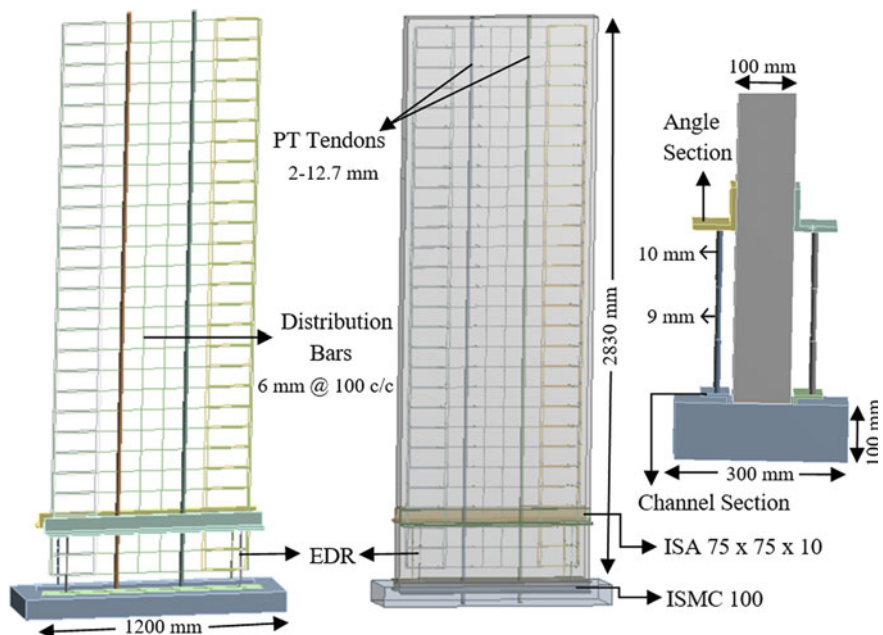 PT Tendons
2-12.7 mm
Distribution
Bars
6 mm @ 100 c/c
EDR
1200 mm
2830 mm
ISA 75 x 75 x 10
ISMC 100
100 mm
Angle
Section
10 mm
9 mm
100 mm
300 mm
Channel Section